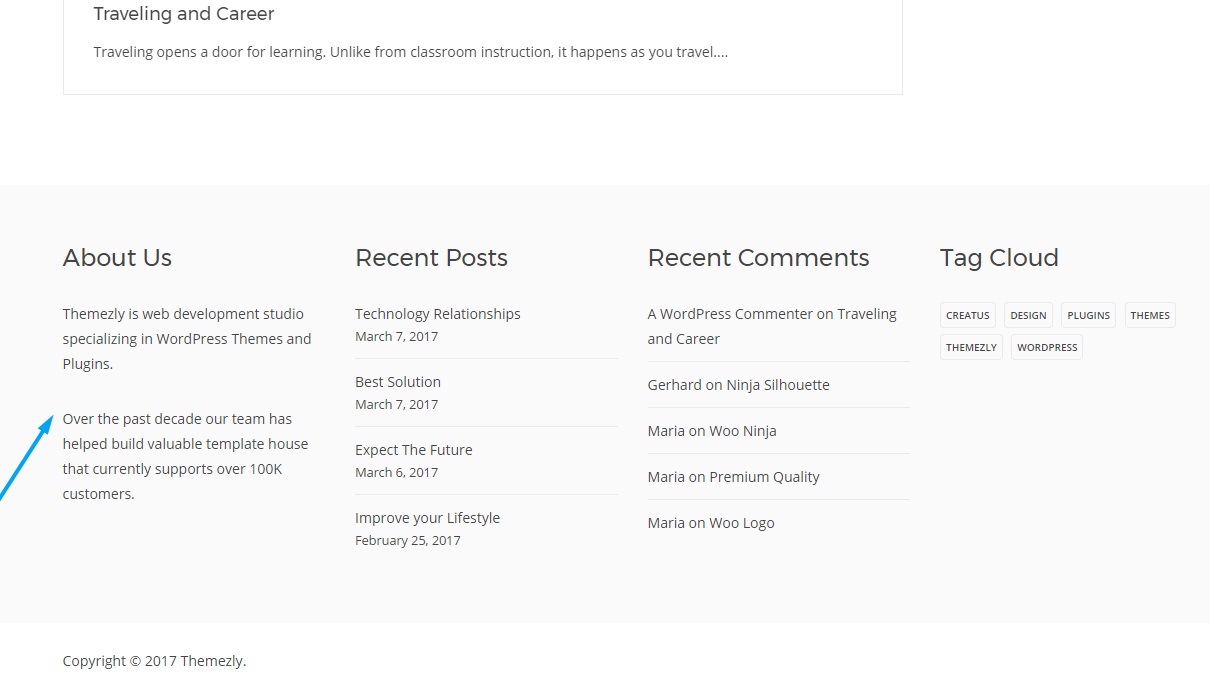 Traveling and Career
Traveling opens a door for learning. Unlike from classroom instruction, it happens as you travel....
About Us
Themezly is web development studio
specializing in WordPress Themes and
Plugins.
Over the past decade our team has
helped build valuable template house
that currently supports over 100K
customers.
Recent Posts
Technology Relationships
March 7, 2017
Best Solution
March 7, 2017
Expect The Future
March 6, 2017
Improve your Lifestyle
February 25, 2017
Recent Comments
A WordPress Commenter on Traveling
and Career
Gerhard on Ninja Silhouette
Maria on Woo Ninja
Maria on Premium Quality
Maria on Woo Logo
Tag Cloud
CREATUS DESIGN PLUGINS THEMES
THEMEZLY WORDPRESS
Copyright © 2017 Themezly.